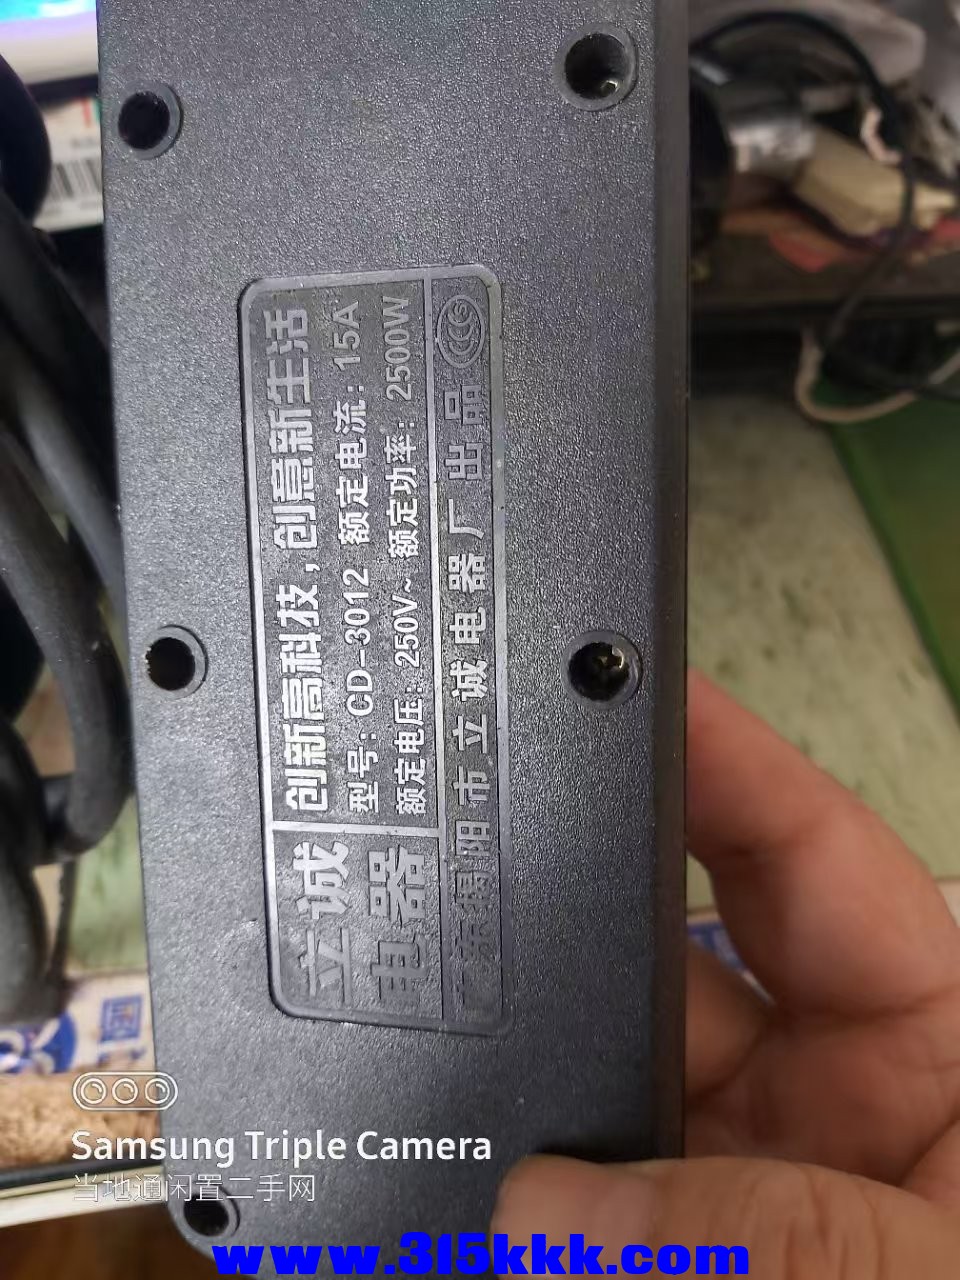 创新高科技,创意新生活
型号: CD-3012 额定电流: 15A
额定电压: 250V~ 额定功率: 2500W
立诚
电器
广东揭阳市立诚电器厂出品 CCC
Samsung Triple Camera
当地通闲置二手网
www.315kkk.com